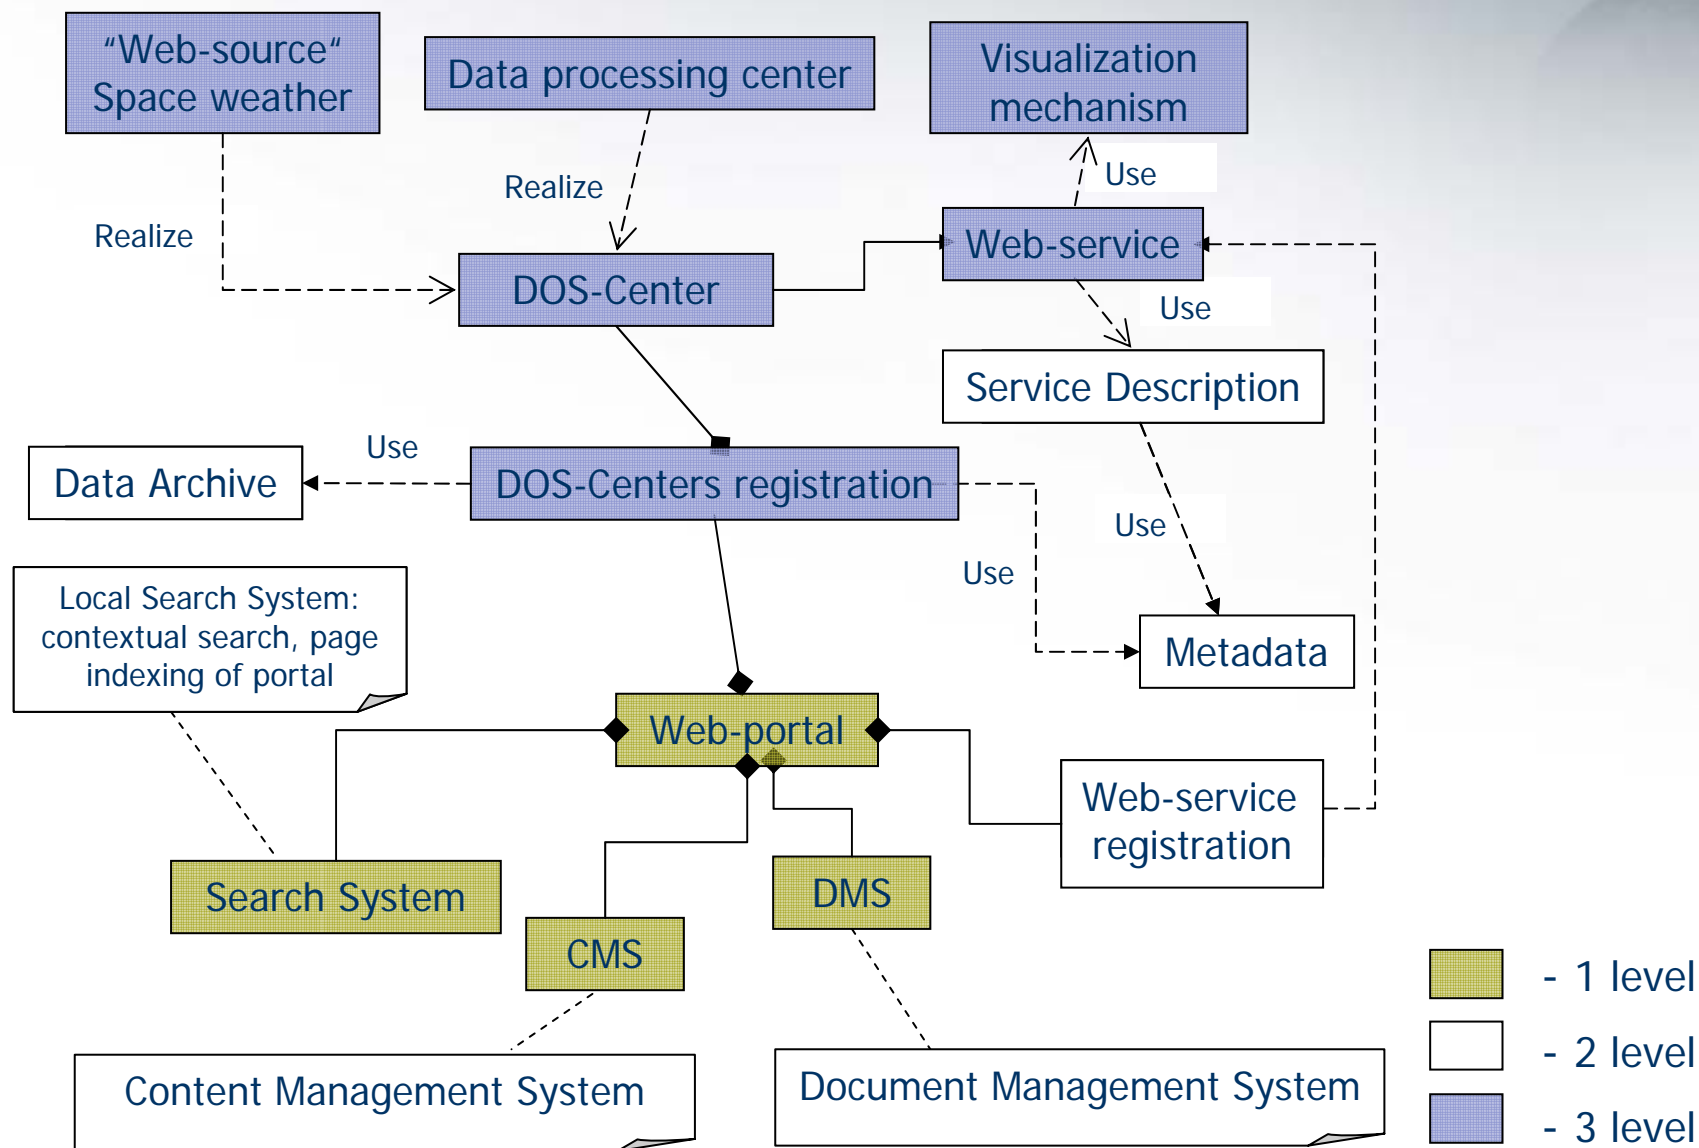 “Web-source“
Space weather
Data processing center
Visualization
mechanism
Use
Realize
Realize
Web-service
DOS-Center
Use
Service Description
Use
Data Archive
DOS-Centers registration
Use
Use
Local Search System:
contextual search, page
indexing of portal
Metadata
Web-portal
Web-service
registration
Search System
DMS
CMS
Content Management System
Document Management System
- 1 level
- 2 level
- 3 level